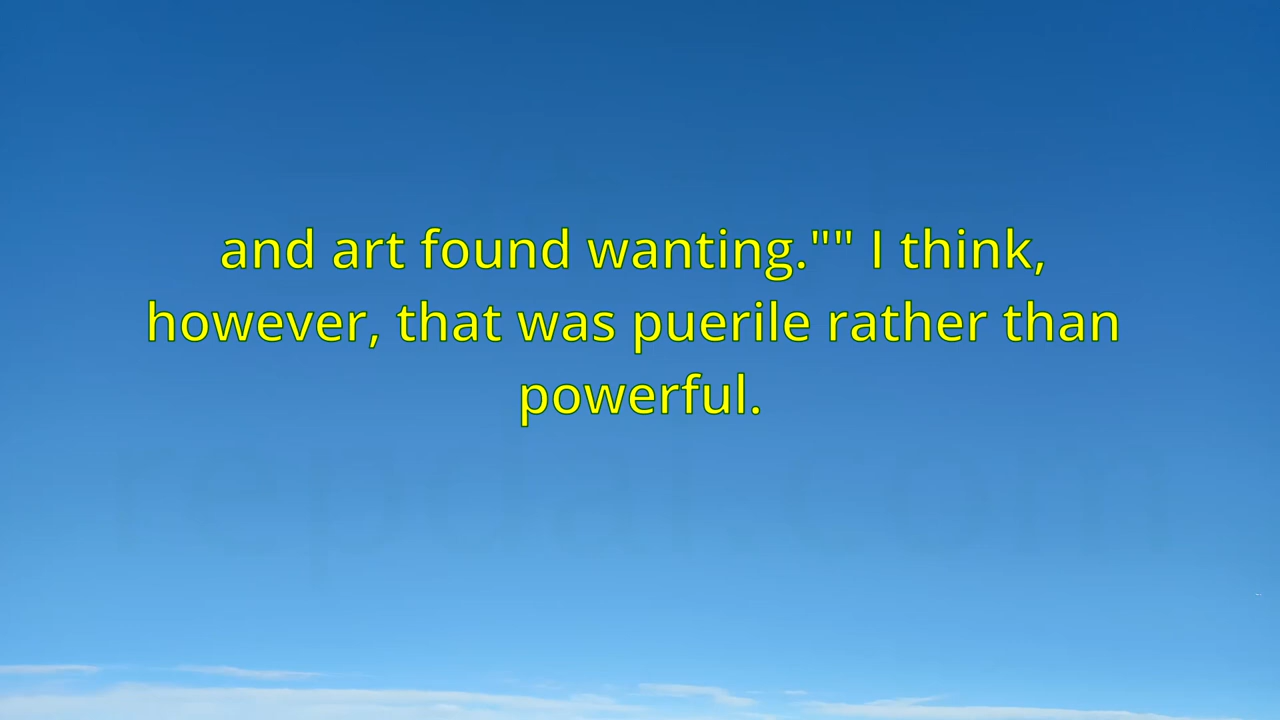 and art found wanting."" I think,
however, that was puerile rather than
powerful.